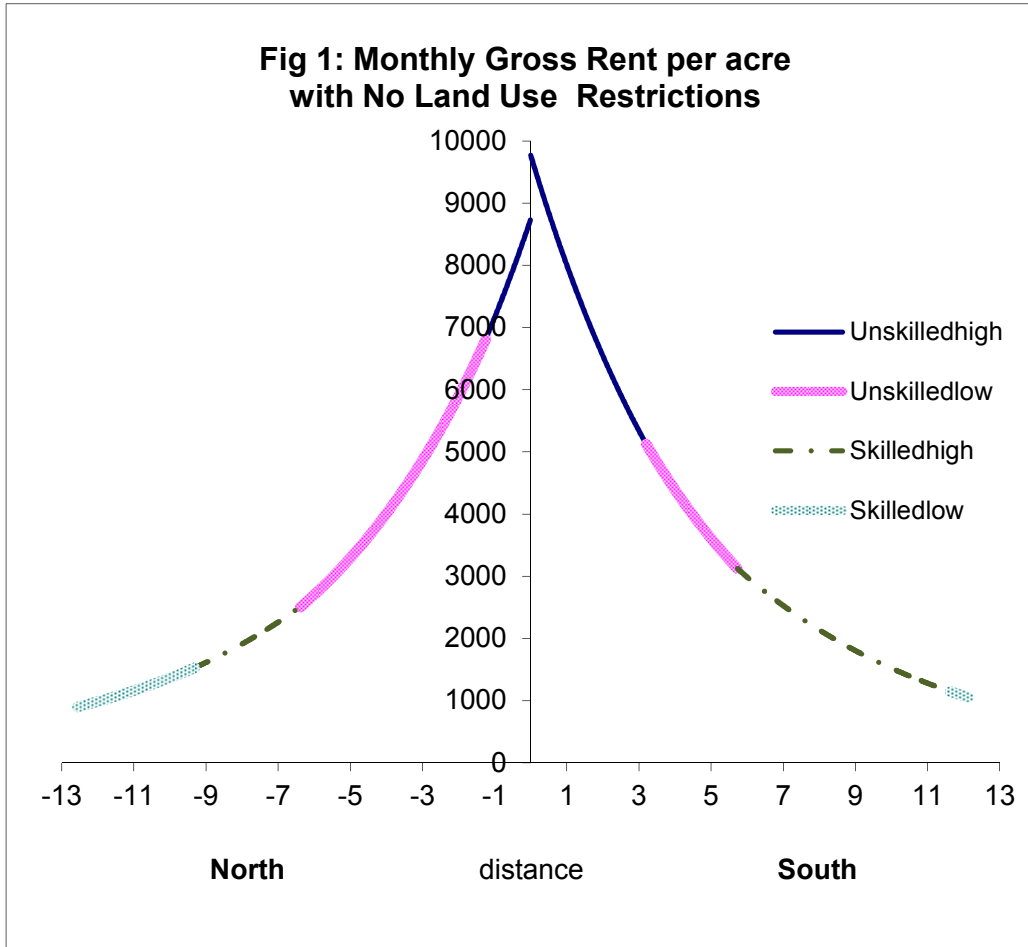 Fig 1: Monthly Gross Rent per acre
with No Land Use Restrictions
10000
9000
8000
7000
6000
5000
4000
3000
2000
1000
0
Unskilledhigh
Unskilledlow
Skilledhigh
Skilledlow
-13 -11 -9 -7 -5 -3 -1 1 3 5 7 9 11 13
North distance South